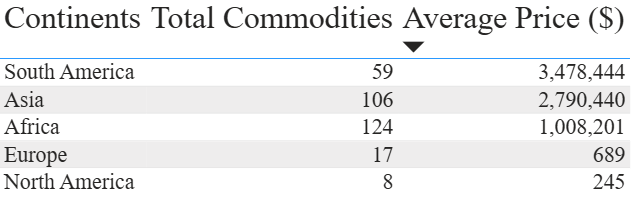 Continents Total Commodities Average Price ($)
South America 59 3,478,444
Asia 106 2,790,440
Africa 124 1,008,201
Europe 17 689
North America 8 245